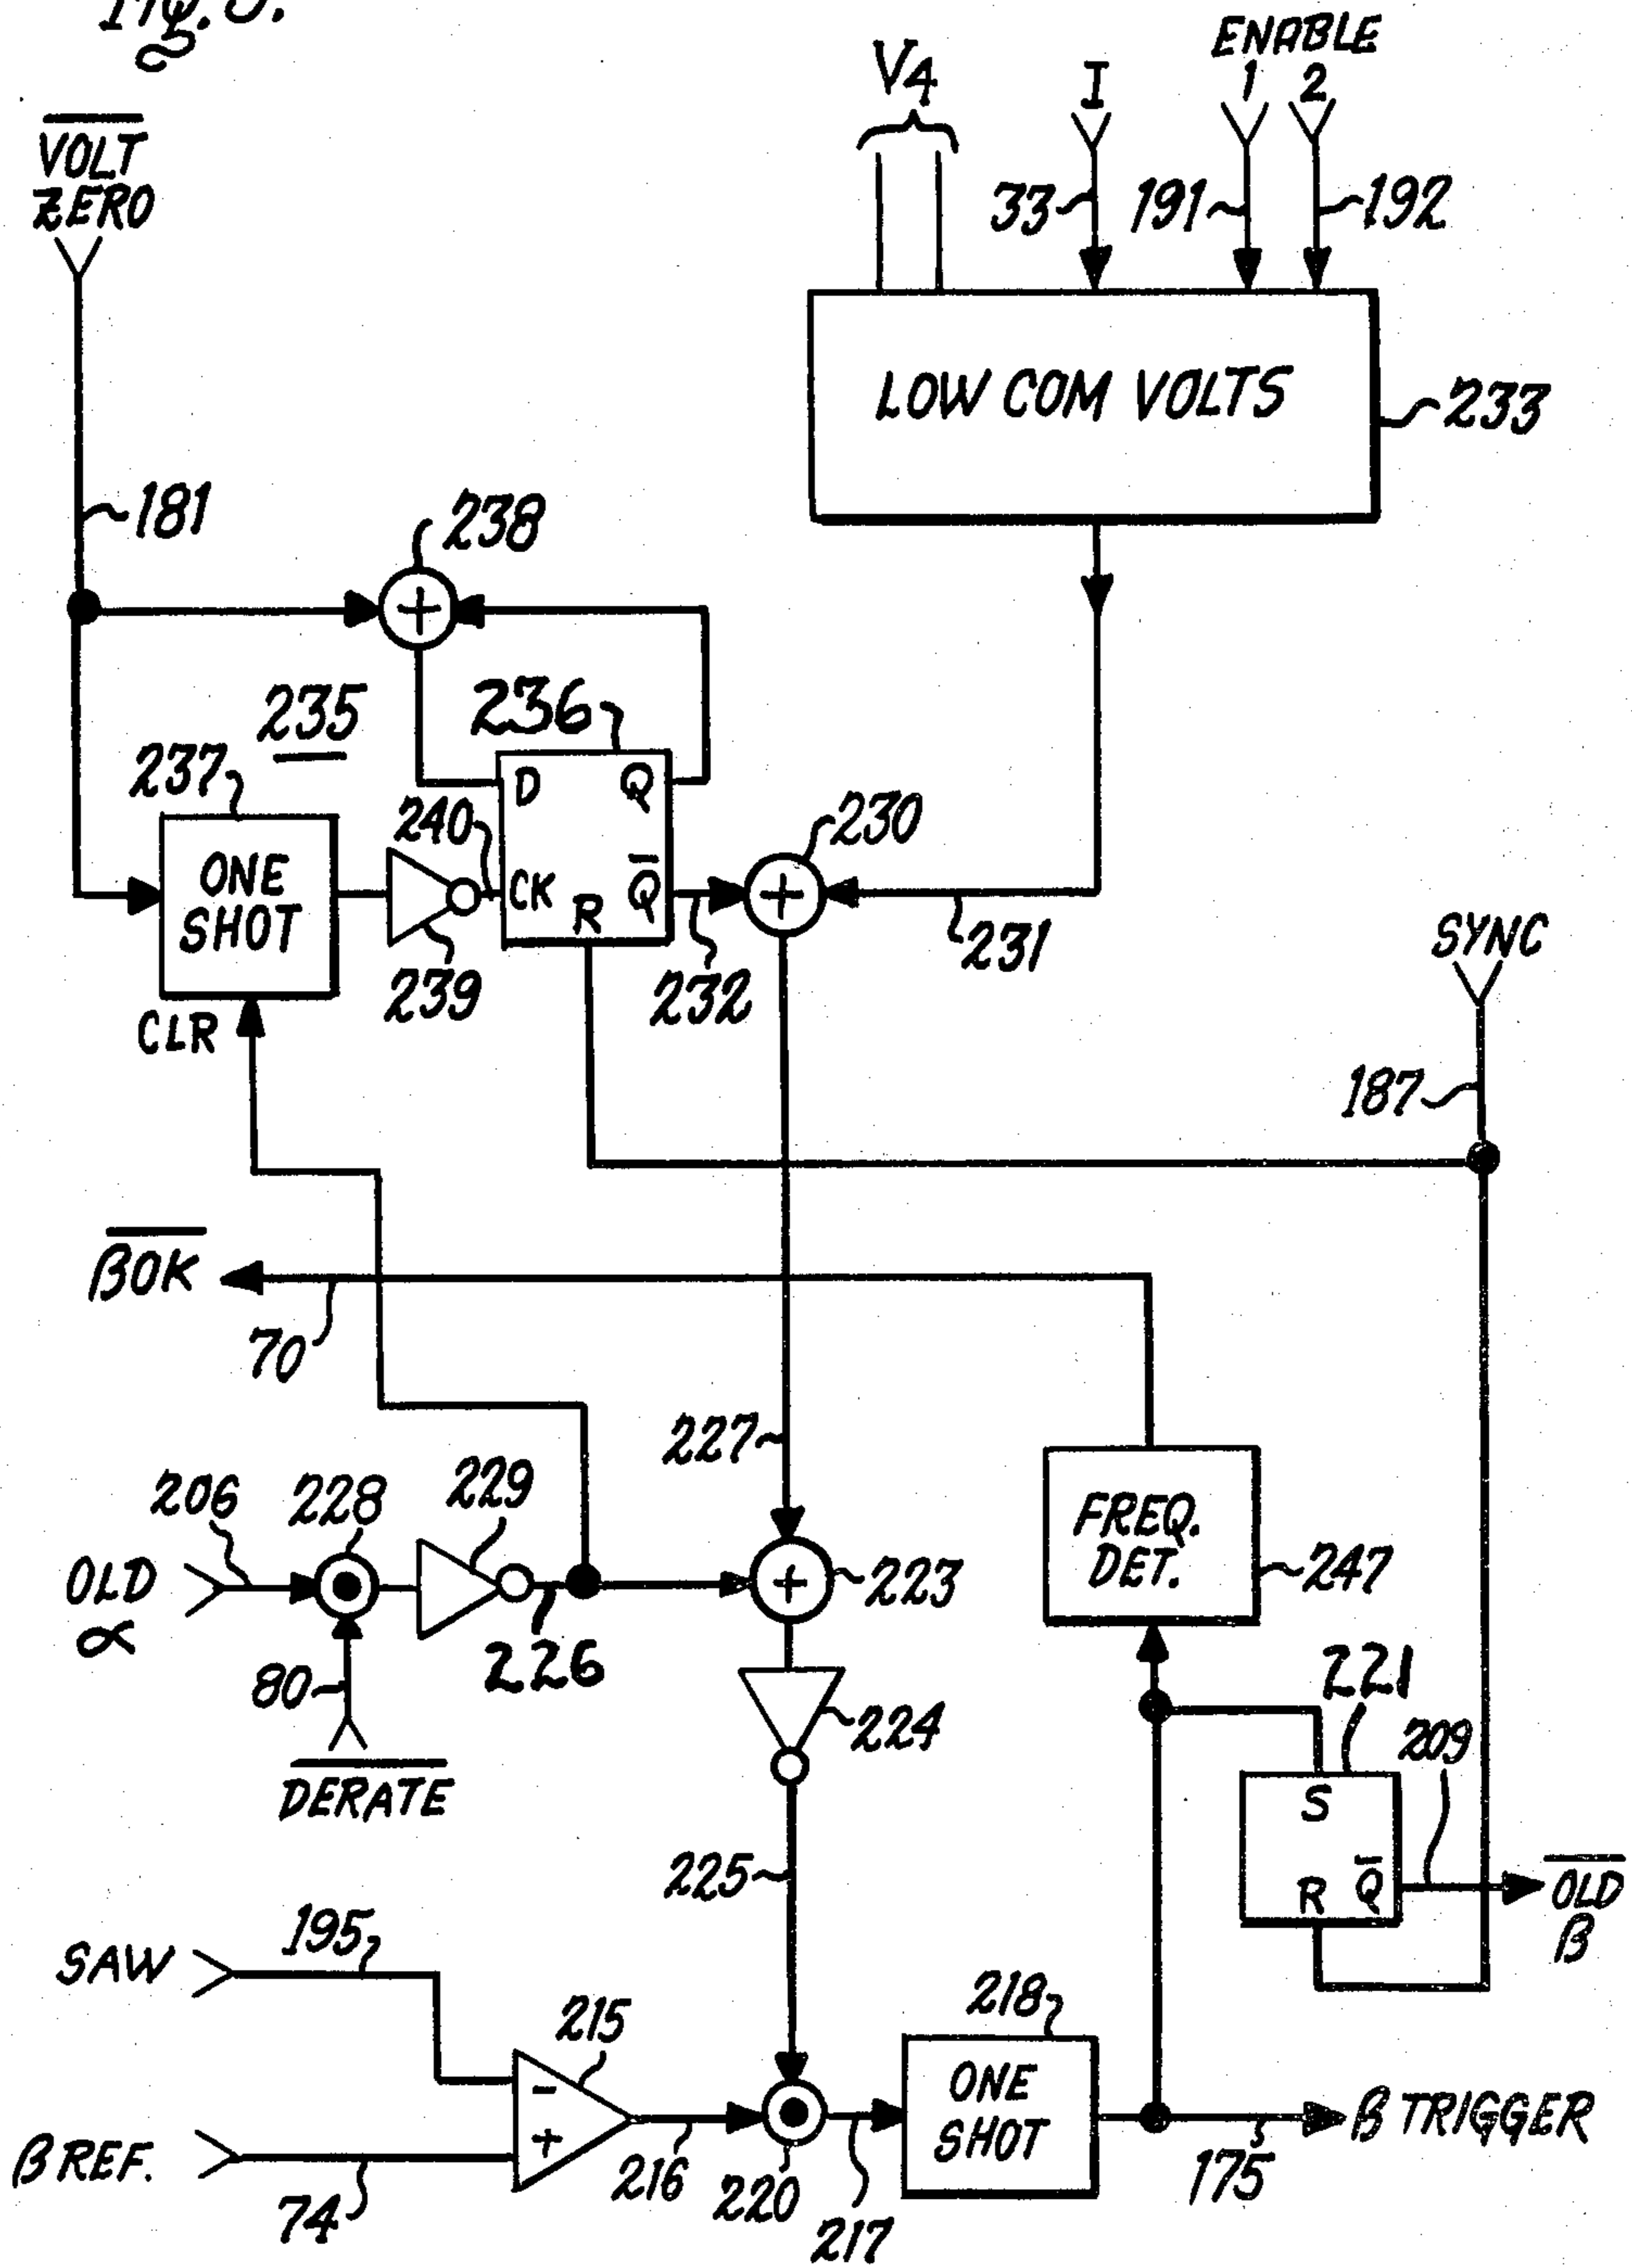 Fig. 8.
ENABLE
V4
I
1
2
VOLT
ZERO
33
191
192
LOW COM VOLTS
233
181
238
235
236
237
D
Q
240
230
ONE
SHOT
CK
R
Q
239
232
231
SYNC
CLR
187
βOK
70
227
206
228
229
FREQ.
DET.
247
OLD
α
223
226
80
221
224
209
DERATE
S
225
R
Q
OLD
β
195
SAW
218
215
-
ONE
SHOT
+
β TRIGGER
β REF.
216
220
175
74
217